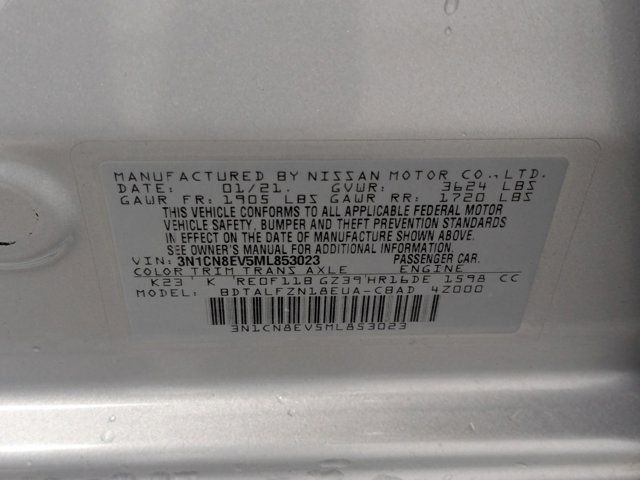 MANUFACTURED BY NISSAN MOTOR CO.,LTD.
DATE: 01/21. GVWR: 3624 LBS
GAWR FR: 1905 LBS GAWR RR: 1720 LBS
THIS VEHICLE CONFORMS TO ALL APPLICABLE FEDERAL MOTOR
VEHICLE SAFETY, BUMPER AND THEFT PREVENTION STANDARDS
IN EFFECT ON THE DATE OF MANUFACTURE SHOWN ABOVE.
SEE OWNER'S MANUAL FOR ADDITIONAL INFORMATION.
VIN: 3N1CN8EV5ML853023 PASSENGER CAR.
COLOR TRIM TRANS AXLE ENGINE
K23 K RE0F11B GZ39 HR16DE 1598 CC
BDTALFZN18EUA-CBAD 4Z000
3N1CN8EV5ML853023